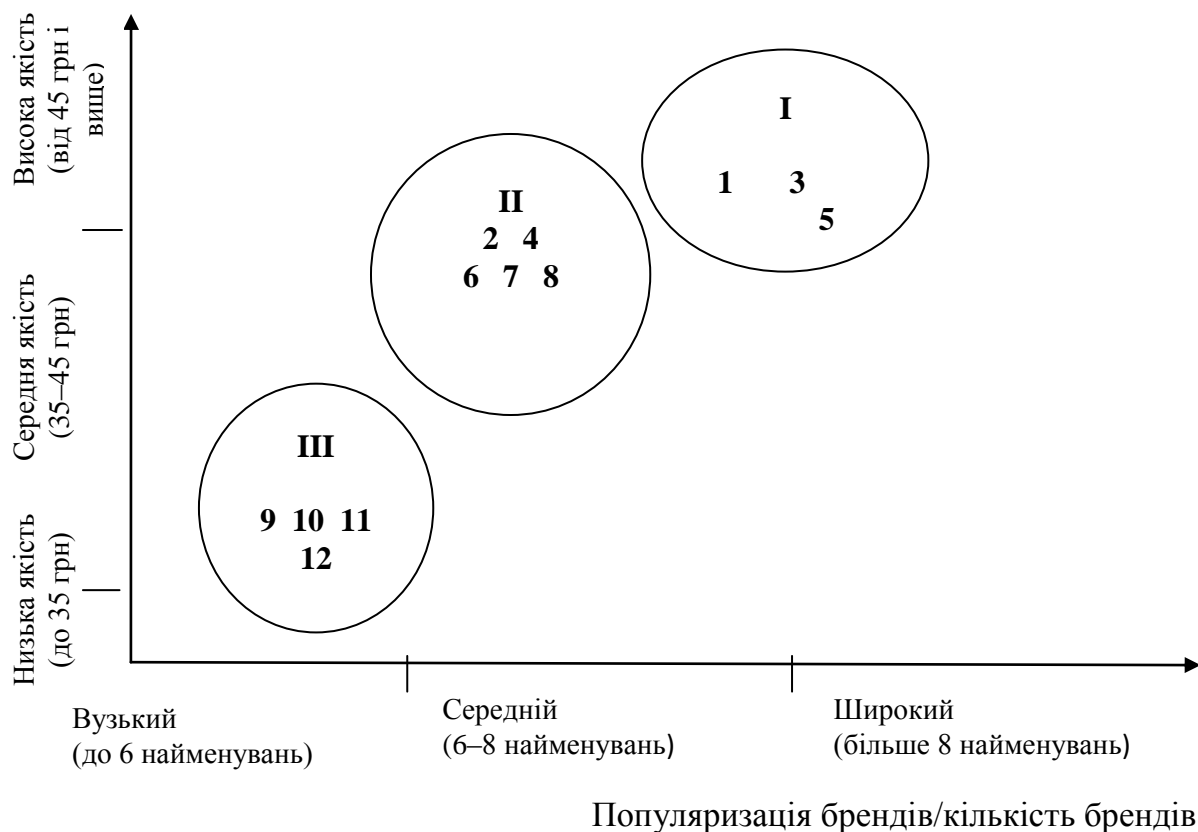 Висока якість
(від 45 грн і
вище)
Середня якість
(35–45 грн)
Низька якість
(до 35 грн)
I
1 3
5
II
2 4
6 7 8
III
9 10 11
12
Вузький
(до 6 найменувань)
Середній
(6–8 найменувань)
Широкий
(більше 8 найменувань)
Популяризація брендів/кількість брендів